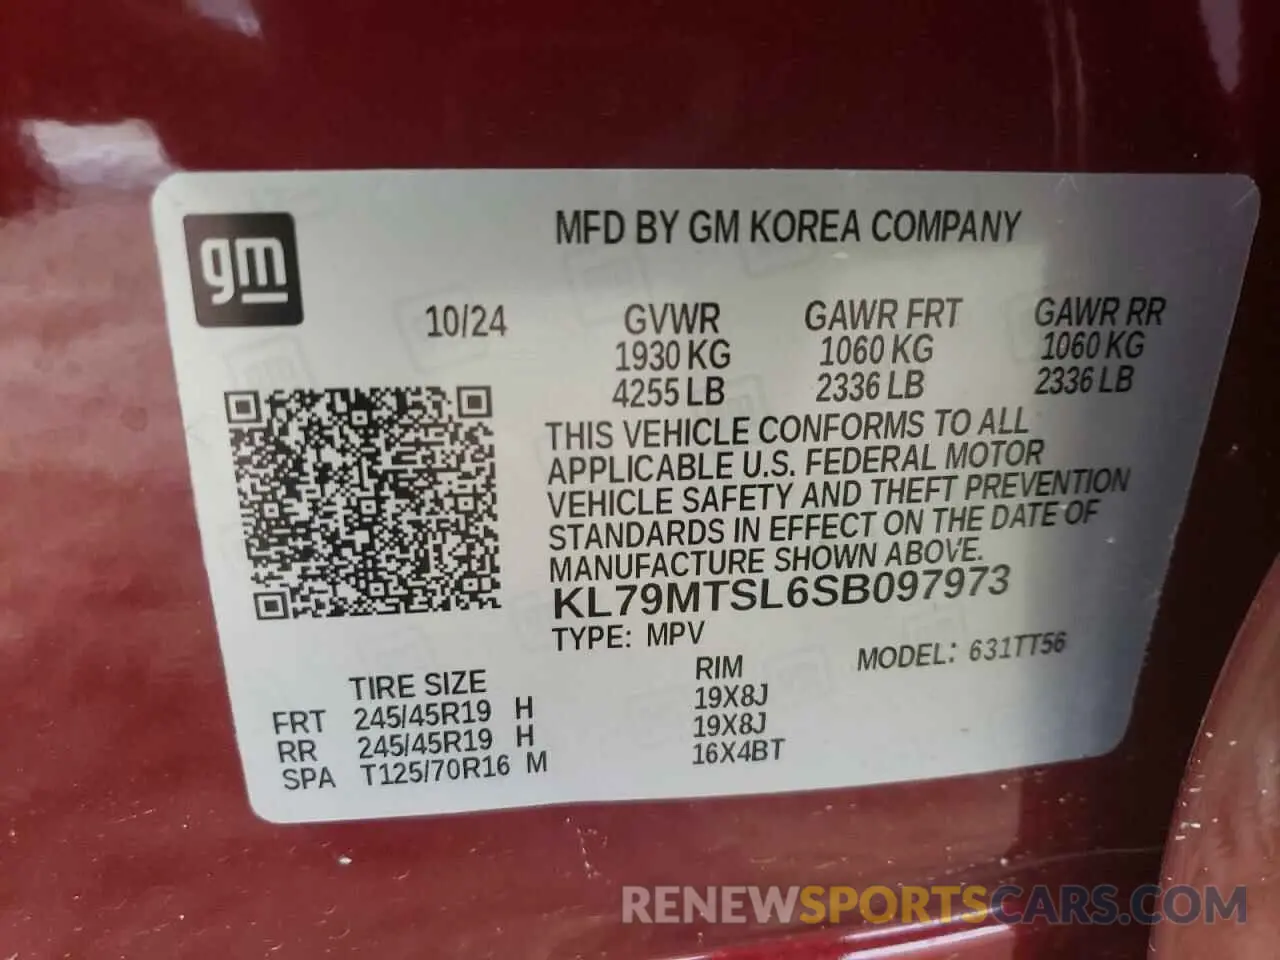 gm
MFD BY GM KOREA COMPANY
10/24 GVWR GAWR FRT GAWR RR
1930 KG 1060 KG 1060 KG
4255 LB 2336 LB 2336 LB
THIS VEHICLE CONFORMS TO ALL
APPLICABLE U.S. FEDERAL MOTOR
VEHICLE SAFETY AND THEFT PREVENTION
STANDARDS IN EFFECT ON THE DATE OF
MANUFACTURE SHOWN ABOVE.
KL79MTSL6SB097973
TYPE: MPV MODEL: 631TT56
TIRE SIZE RIM
FRT 245/45R19 H 19X8J
RR 245/45R19 H 19X8J
SPA T125/70R16 M 16X4BT
RENEWSPORTSCARS.COM